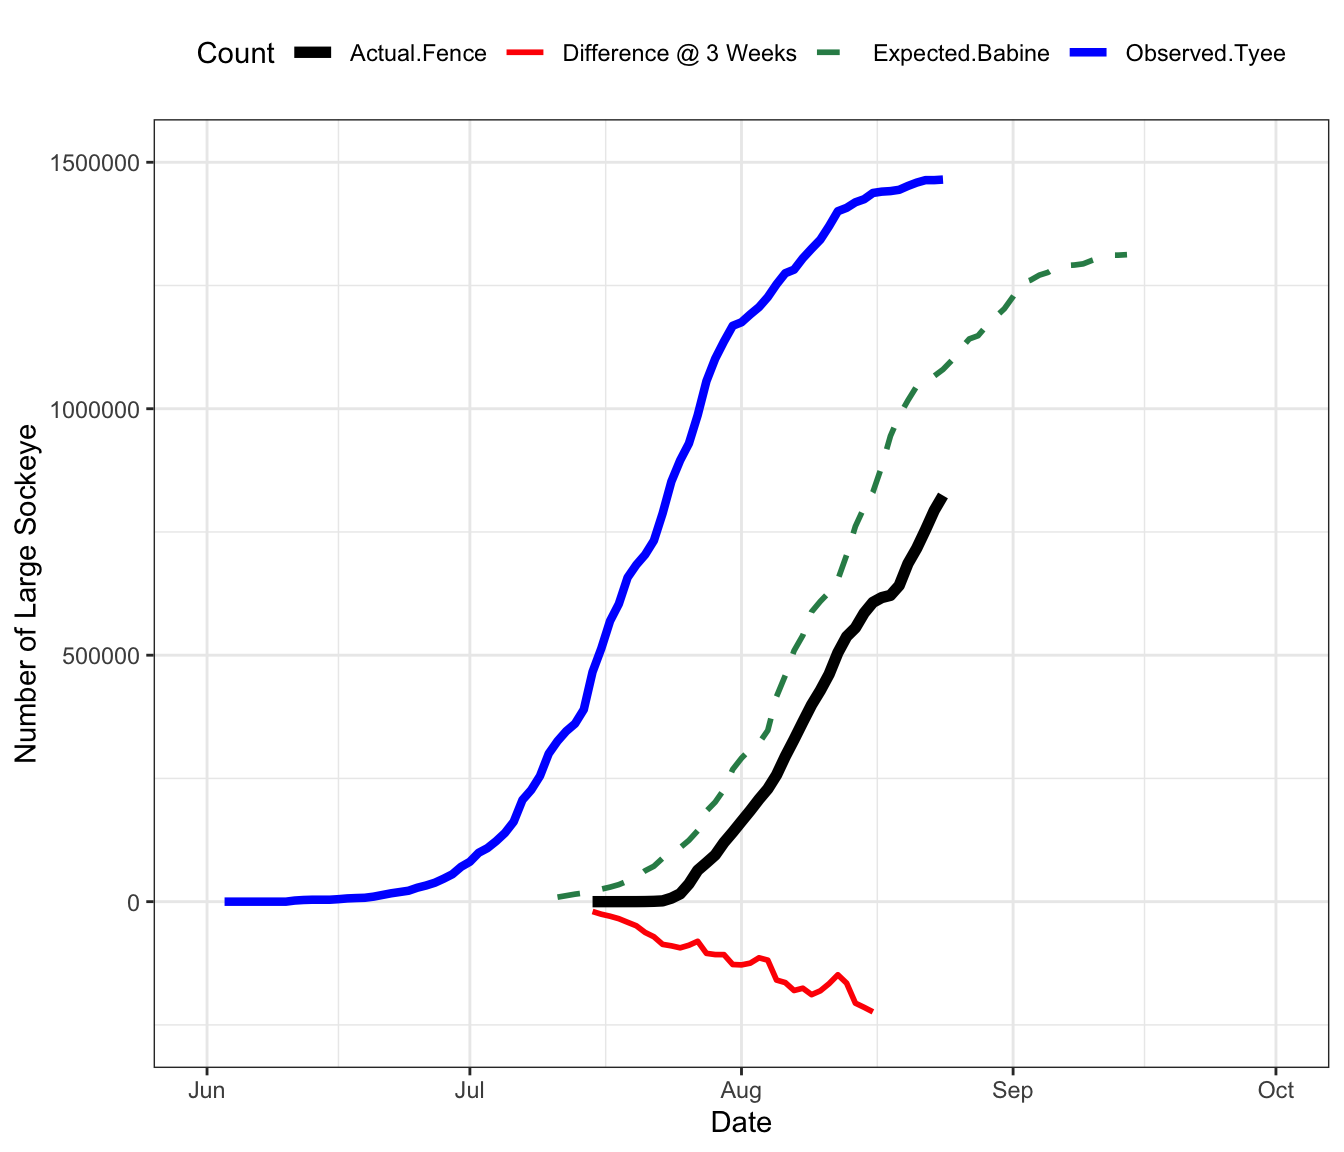 Count Actual.Fence Difference @ 3 Weeks Expected.Babine Observed.Tyee
1500000
1000000
500000
0
Number of Large Sockeye
Jun Jul Aug Sep Oct
Date